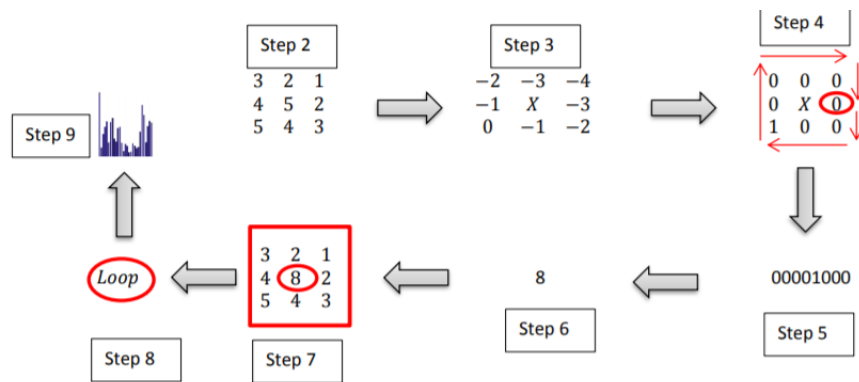 Step 2
3 2 1
4 5 2
5 4 3
Step 3
−2 −3 −4
−1 X −3
0 −1 −2
Step 4
0 0 0
0 X 0
1 0 0
00001000
Step 5
8
Step 6
3 2 1
4 8 2
5 4 3
Step 7
Loop
Step 8
Step 9